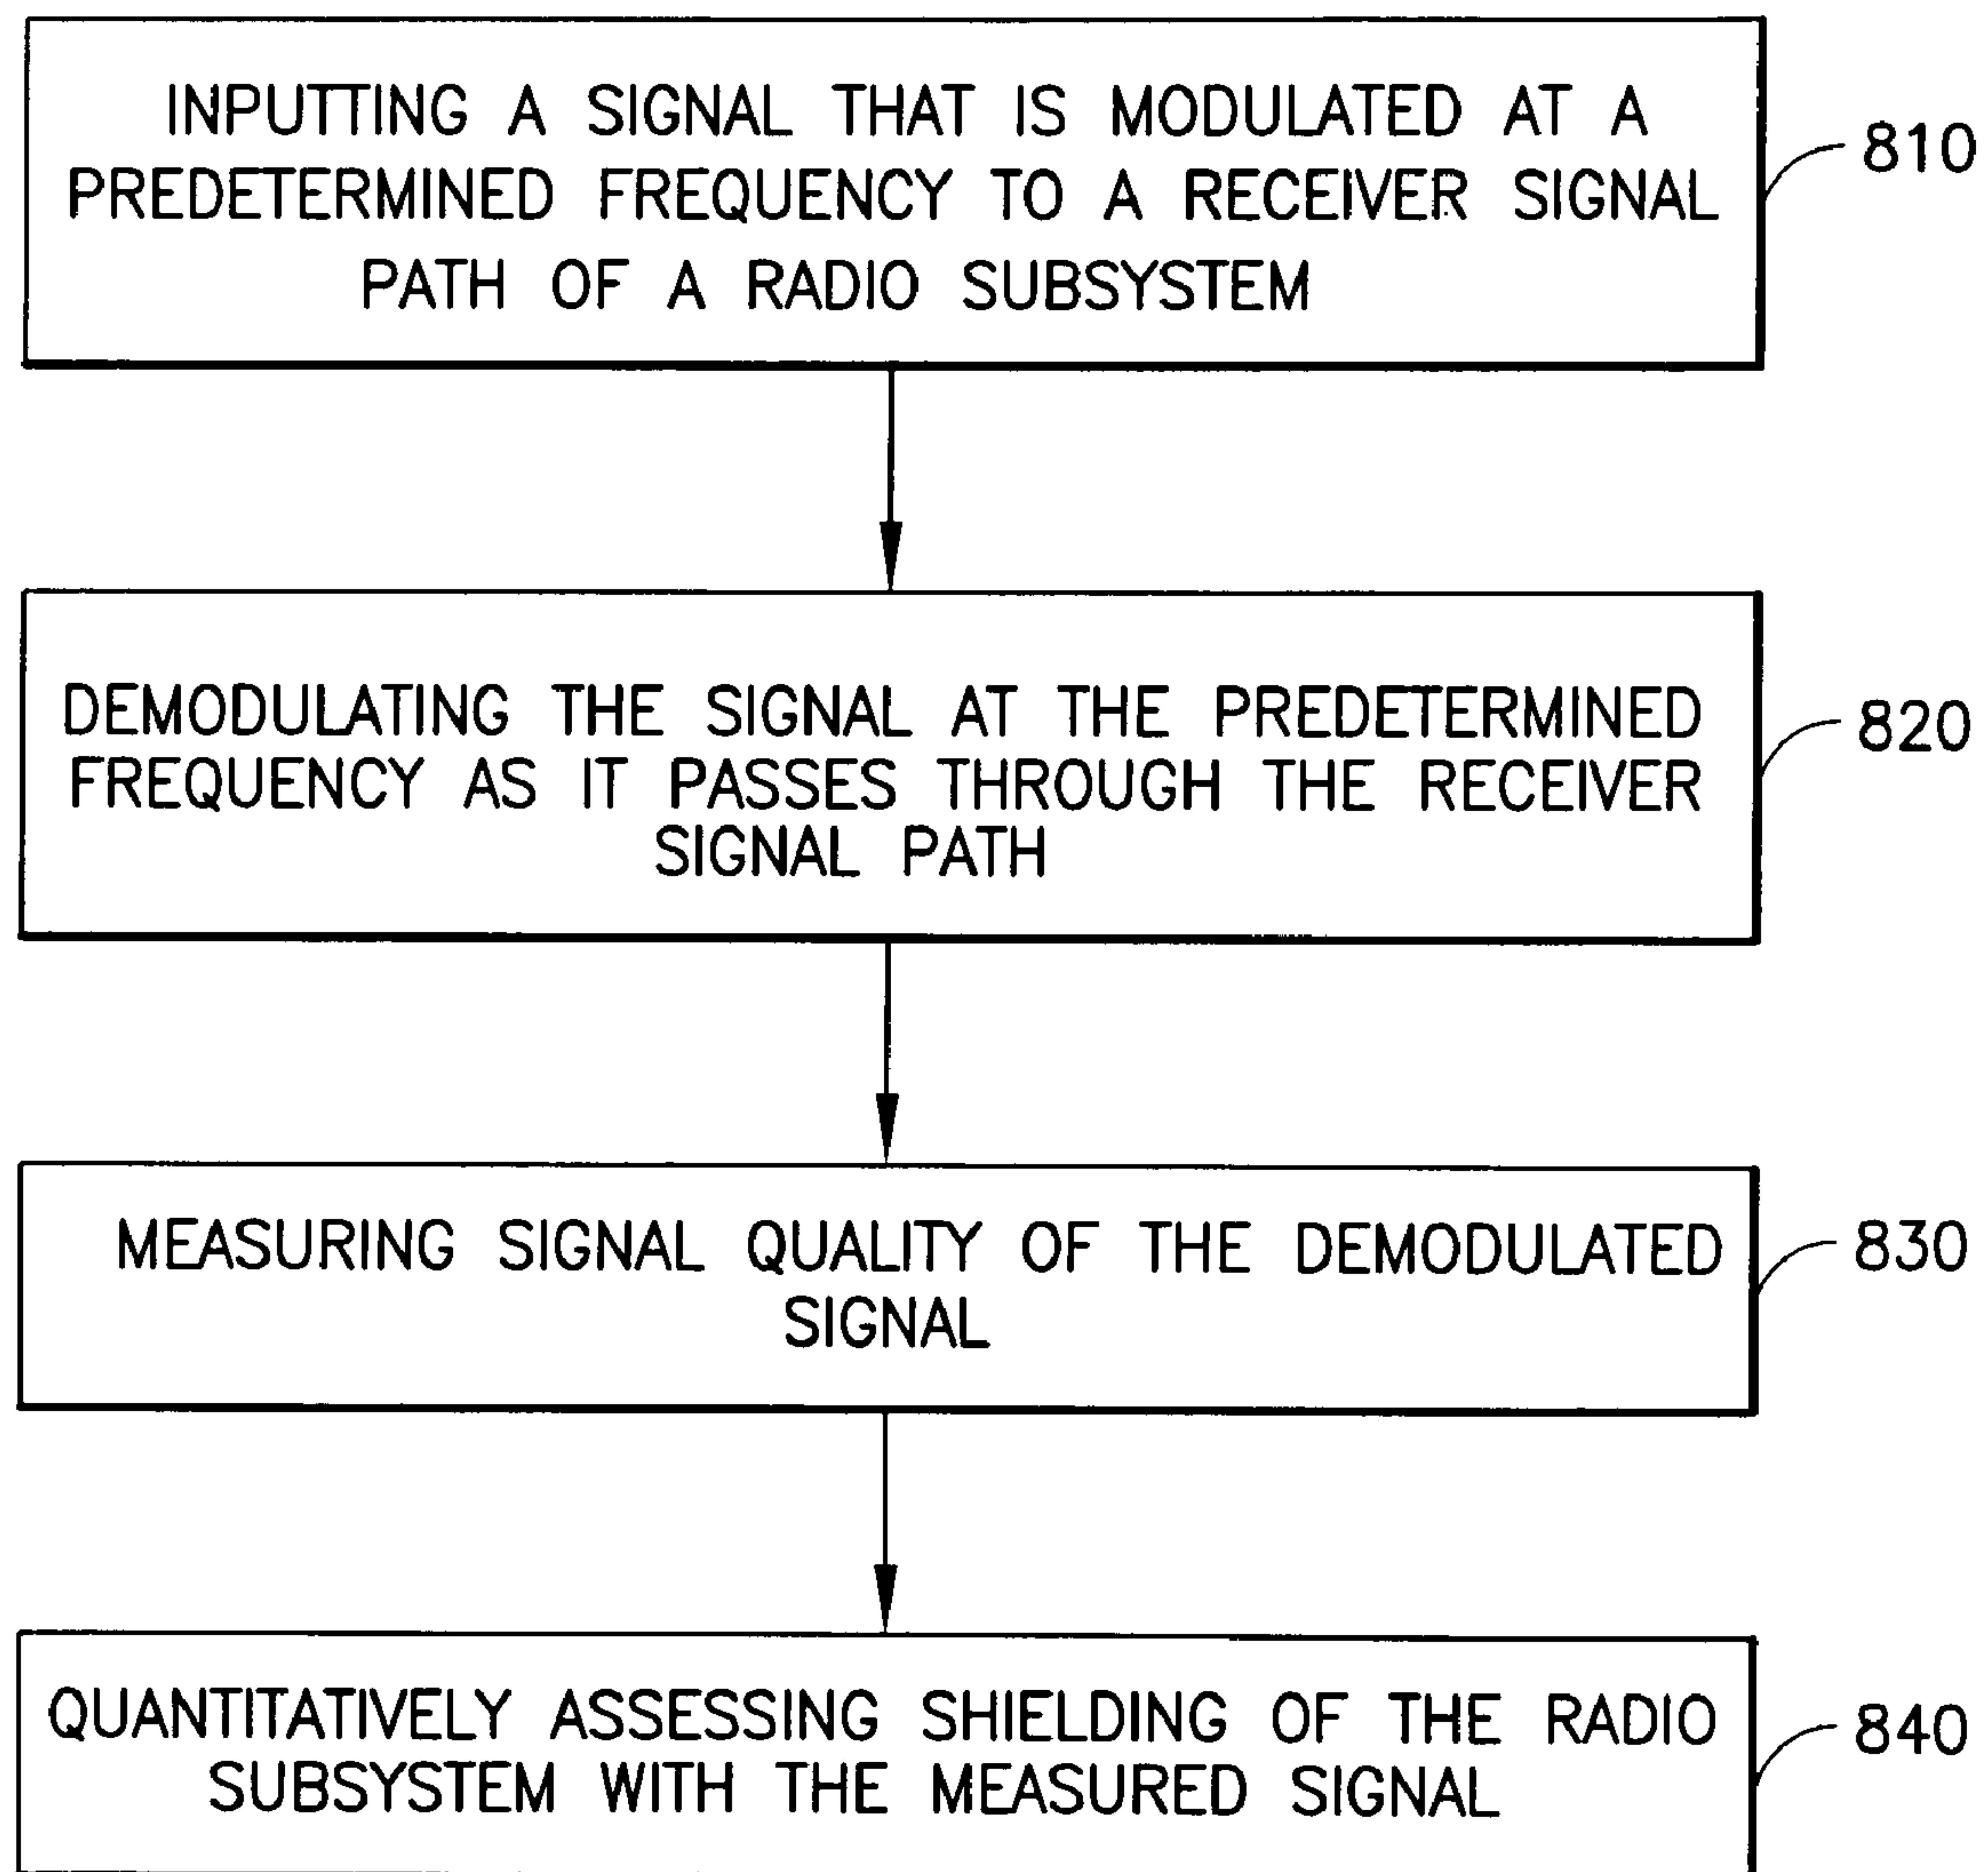 INPUTTING A SIGNAL THAT IS MODULATED AT A
PREDETERMINED FREQUENCY TO A RECEIVER SIGNAL
PATH OF A RADIO SUBSYSTEM
810
DEMODULATING THE SIGNAL AT THE PREDETERMINED
FREQUENCY AS IT PASSES THROUGH THE RECEIVER
SIGNAL PATH
820
MEASURING SIGNAL QUALITY OF THE DEMODULATED
SIGNAL
830
QUANTITATIVELY ASSESSING SHIELDING OF THE RADIO
SUBSYSTEM WITH THE MEASURED SIGNAL
840